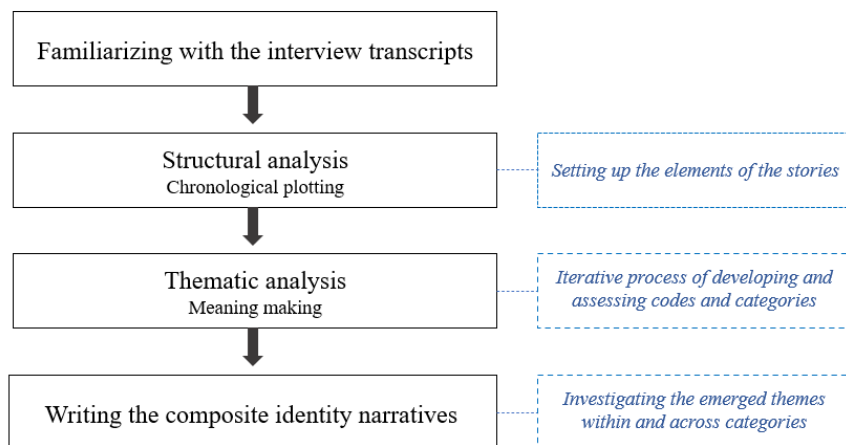 Familiarizing with the interview transcripts
Structural analysis
Chronological plotting
Setting up the elements of the stories
Thematic analysis
Meaning making
Iterative process of developing and
assessing codes and categories
Writing the composite identity narratives
Investigating the emerged themes
within and across categories